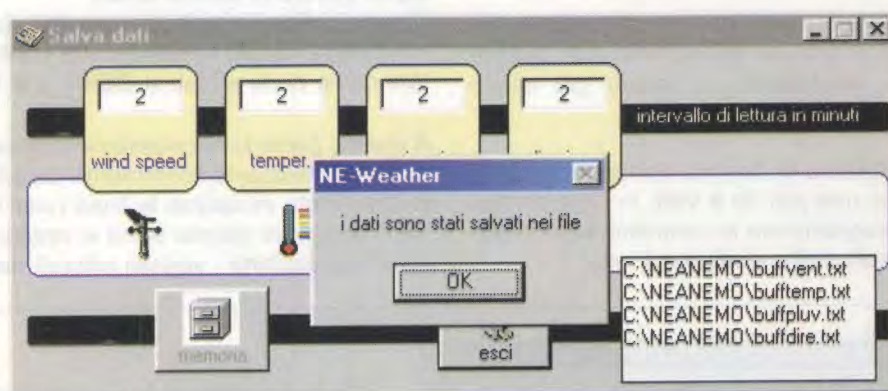 Salva dati
2 2 2 2
intervallo di lettura in minuti
wind speed temper.
NE-Weather
i dati sono stati salvati nei file
OK
C:\NEANEMO\buffvent.txt
C:\NEANEMO\bufftemp.txt
C:\NEANEMO\buffpluv.txt
C:\NEANEMO\buffdire.txt
memoria
esci